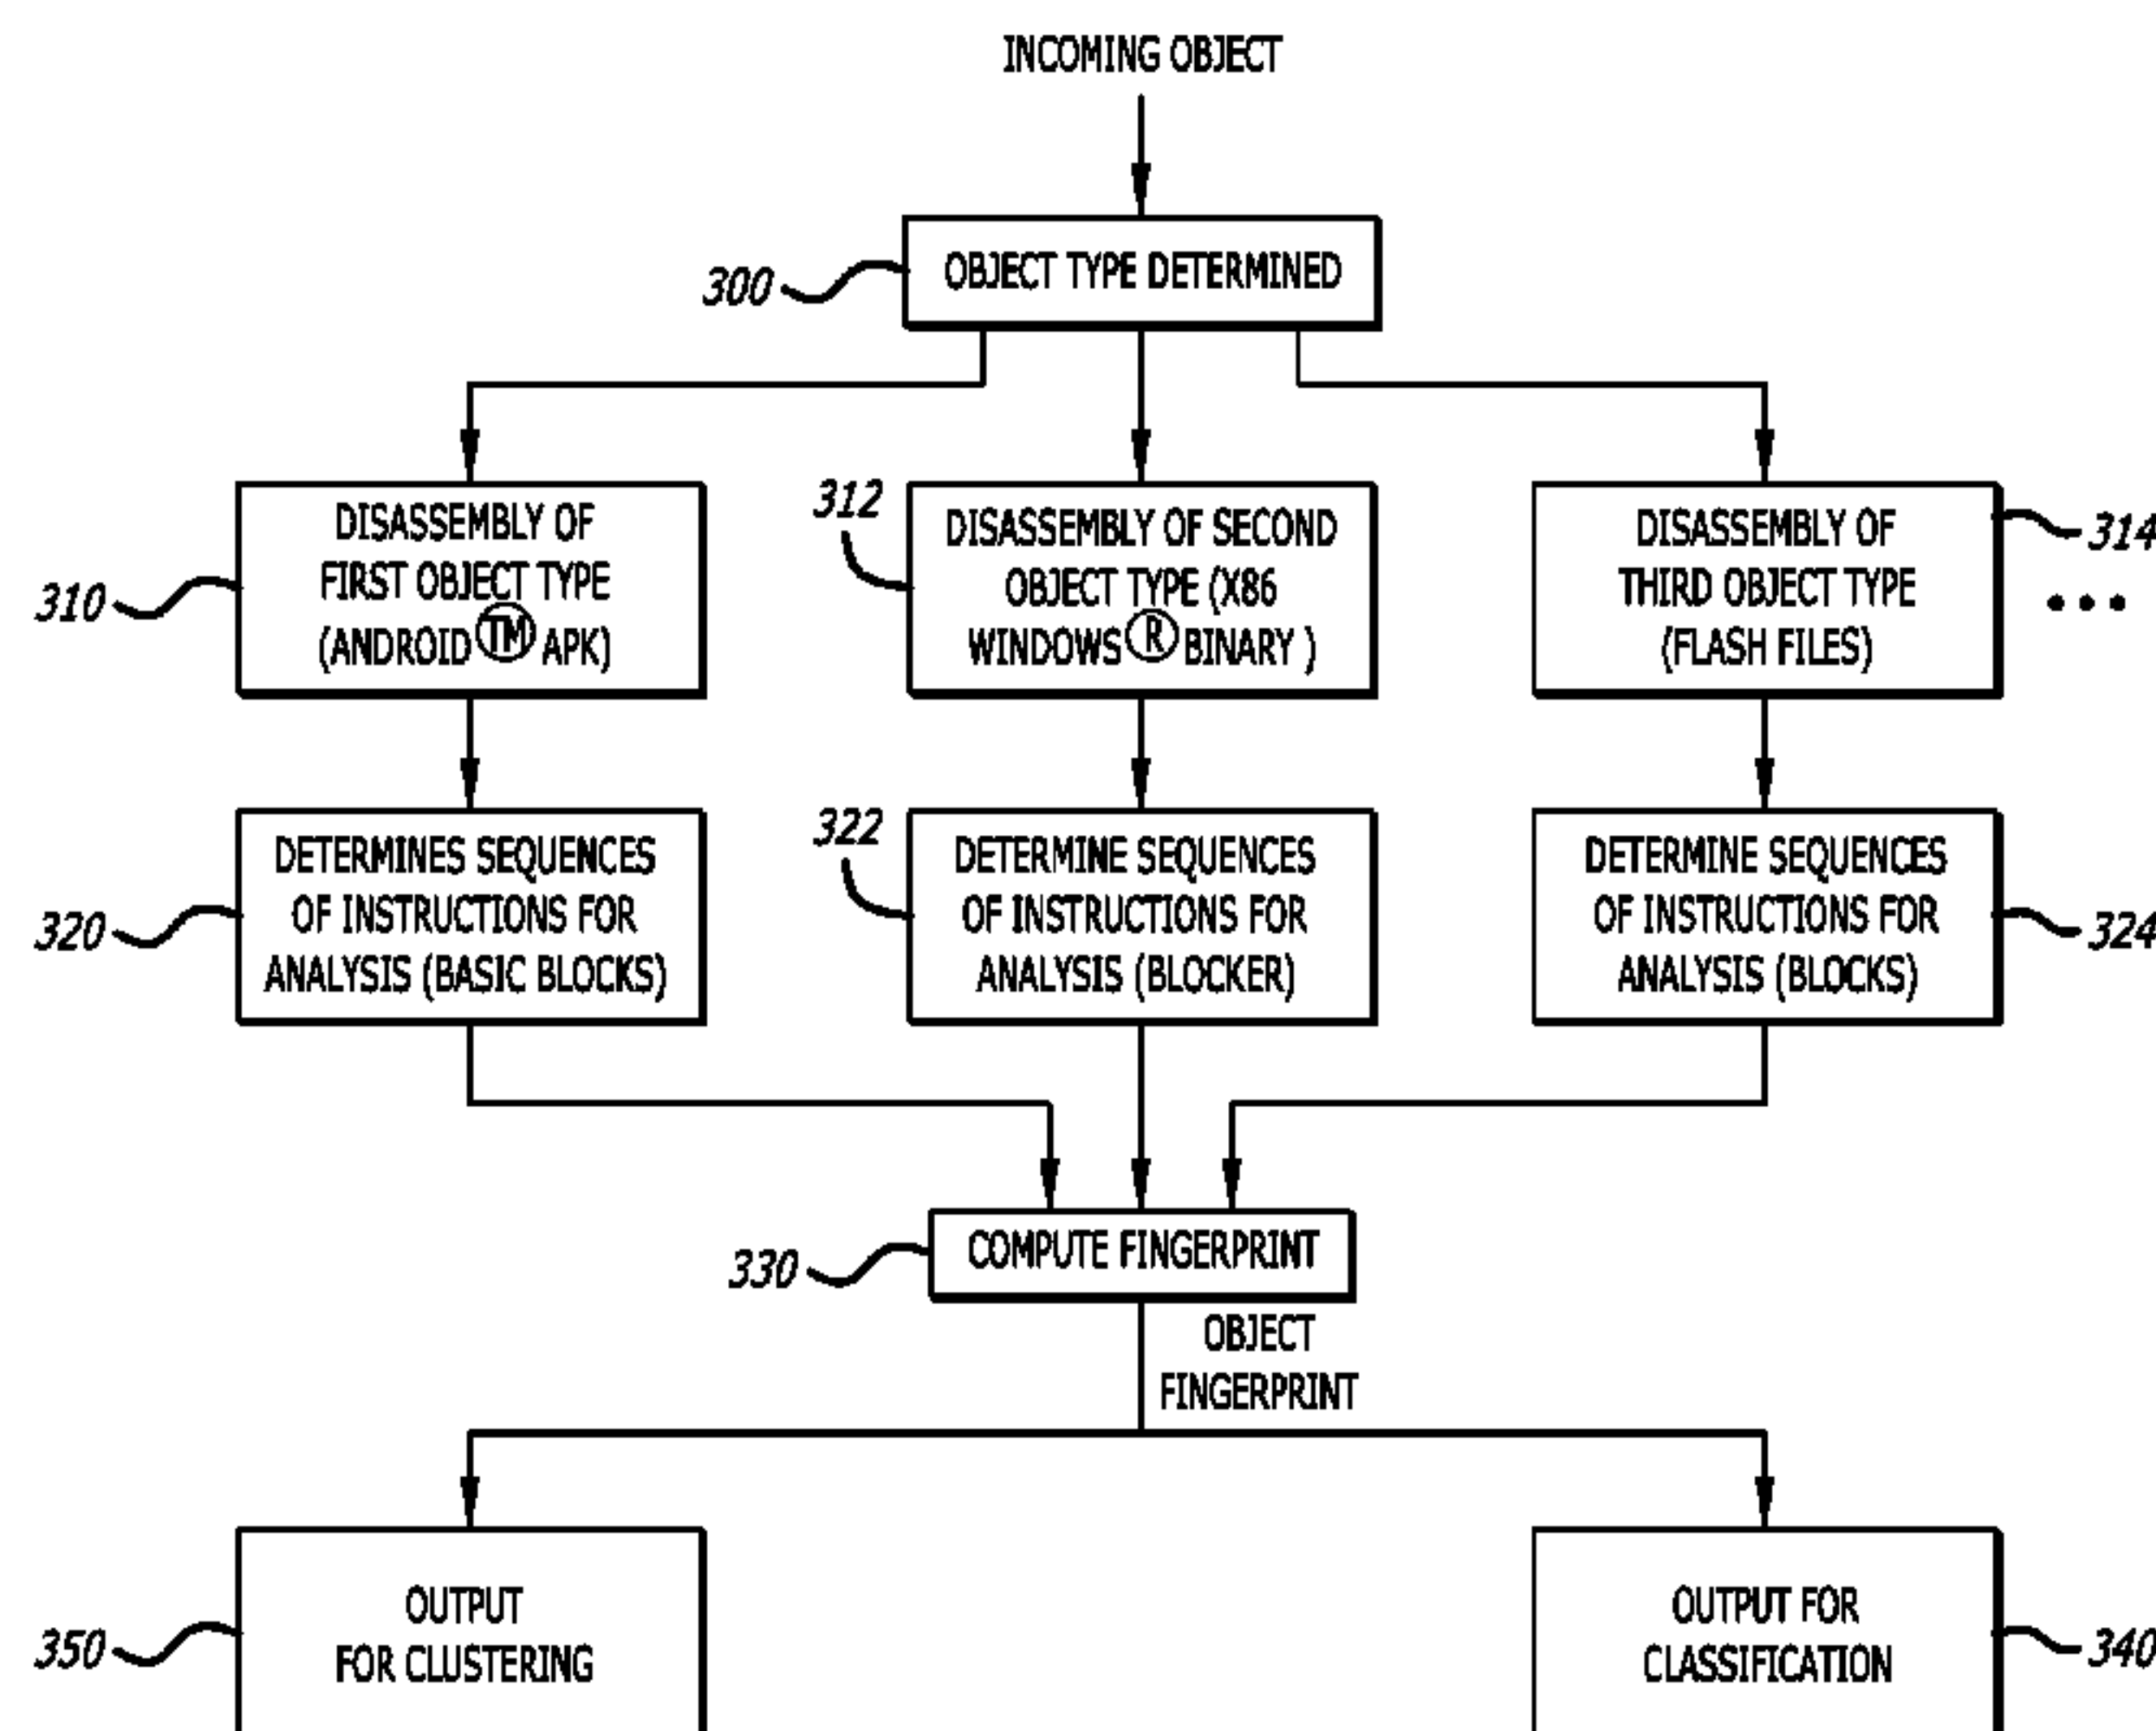 INCOMING OBJECT
300
OBJECT TYPE DETERMINED
310
DISASSEMBLY OF
FIRST OBJECT TYPE
(ANDROID TM APK)
312
DISASSEMBLY OF SECOND
OBJECT TYPE (X86
WINDOWS ® BINARY )
DISASSEMBLY OF
THIRD OBJECT TYPE
(FLASH FILES)
314
• • •
320
DETERMINES SEQUENCES
OF INSTRUCTIONS FOR
ANALYSIS (BASIC BLOCKS)
322
DETERMINE SEQUENCES
OF INSTRUCTIONS FOR
ANALYSIS (BLOCKER)
DETERMINE SEQUENCES
OF INSTRUCTIONS FOR
ANALYSIS (BLOCKS)
324
330
COMPUTE FINGERPRINT
OBJECT
FINGERPRINT
350
OUTPUT
FOR CLUSTERING
OUTPUT FOR
CLASSIFICATION
340